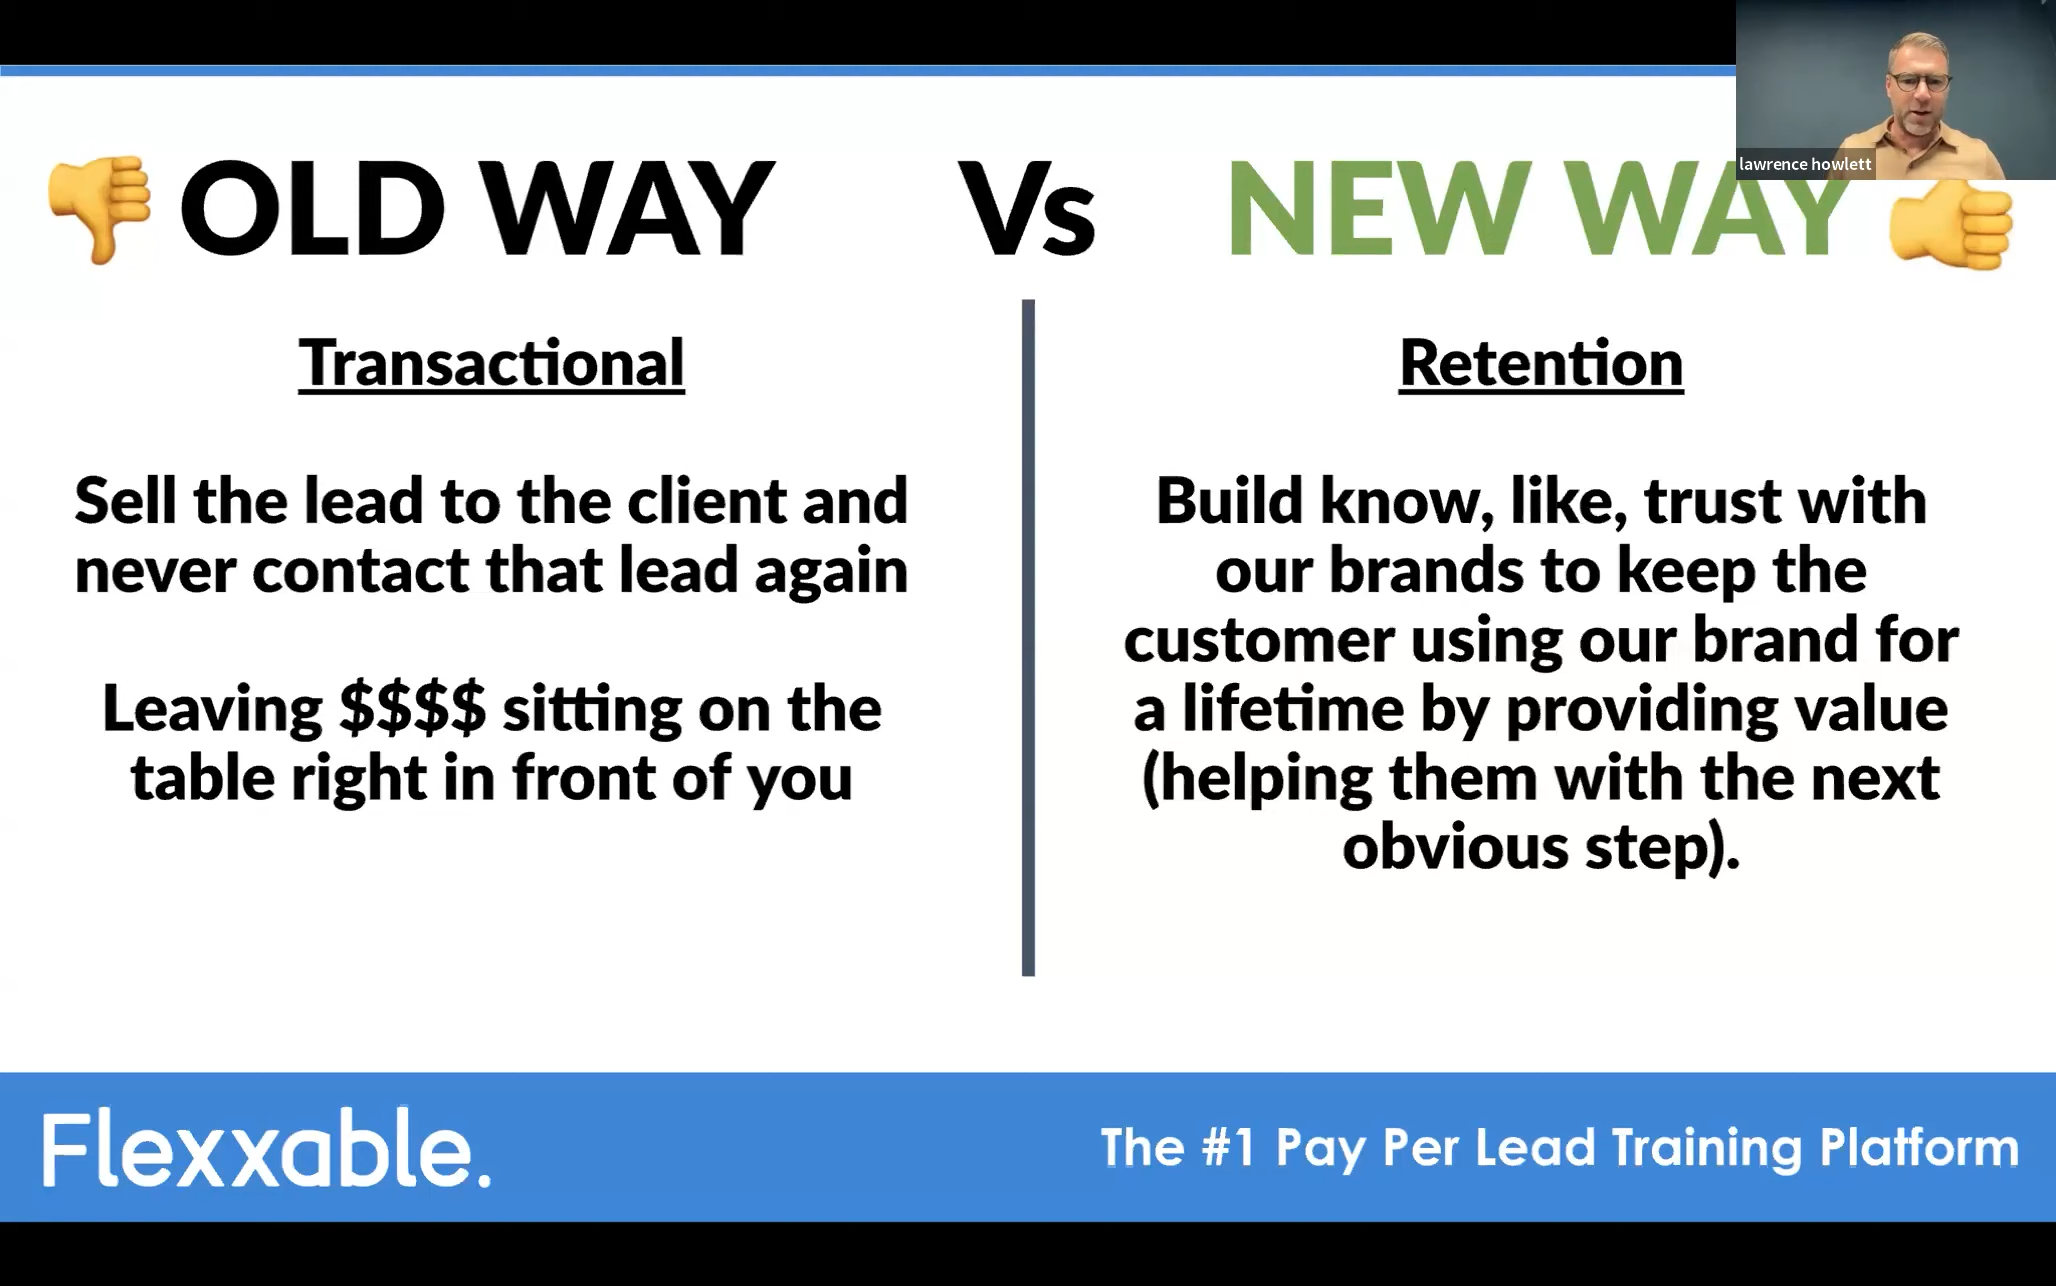 lawrence howlett
OLD WAY Vs NEW WAY
Transactional
Sell the lead to the client and
never contact that lead again
Leaving $$$$ sitting on the
table right in front of you
Retention
Build know, like, trust with
our brands to keep the
customer using our brand for
a lifetime by providing value
(helping them with the next
obvious step).
Flexxable.
The #1 Pay Per Lead Training Platform